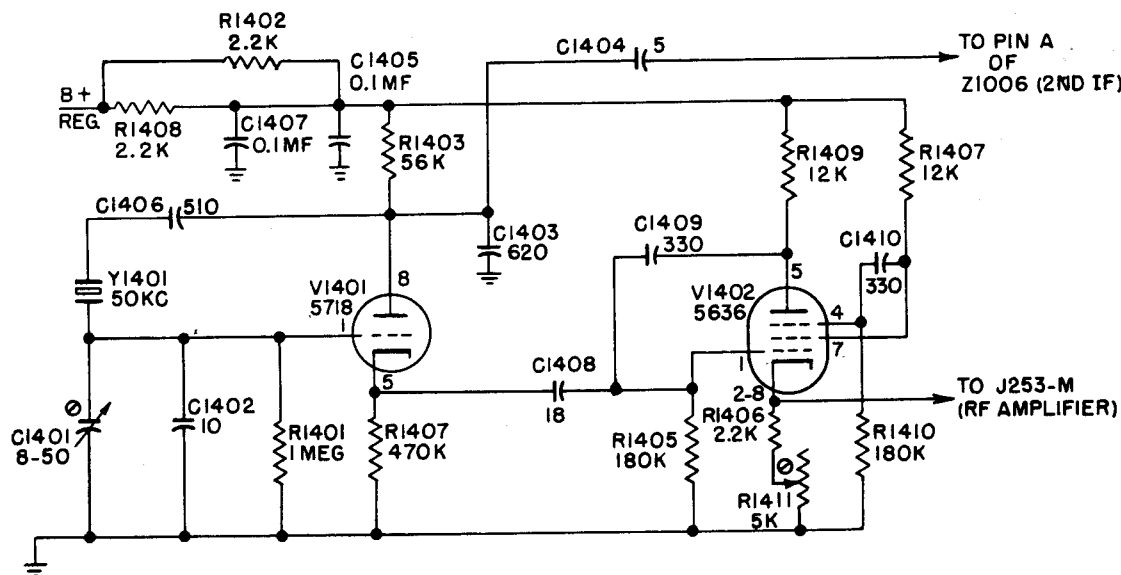 R1402
2.2K
C1404
5
TO PIN A
OF
Z1006 (2ND IF)
C1405
0.1MF
B+
REG.
R1408
2.2K
C1407
0.1MF
R1403
56K
R1409
12K
R1407
12K
C1406
510
C1403
620
C1409
330
C1410
330
Y1401
50KC
V1401
5718
8
1
5
V1402
5636
5
4
7
1
2-8
C1408
18
TO J253-M
(RF AMPLIFIER)
C1401
8-50
C1402
10
R1401
1MEG
R1407
470K
R1405
180K
R1406
2.2K
R1411
5K
R1410
180K